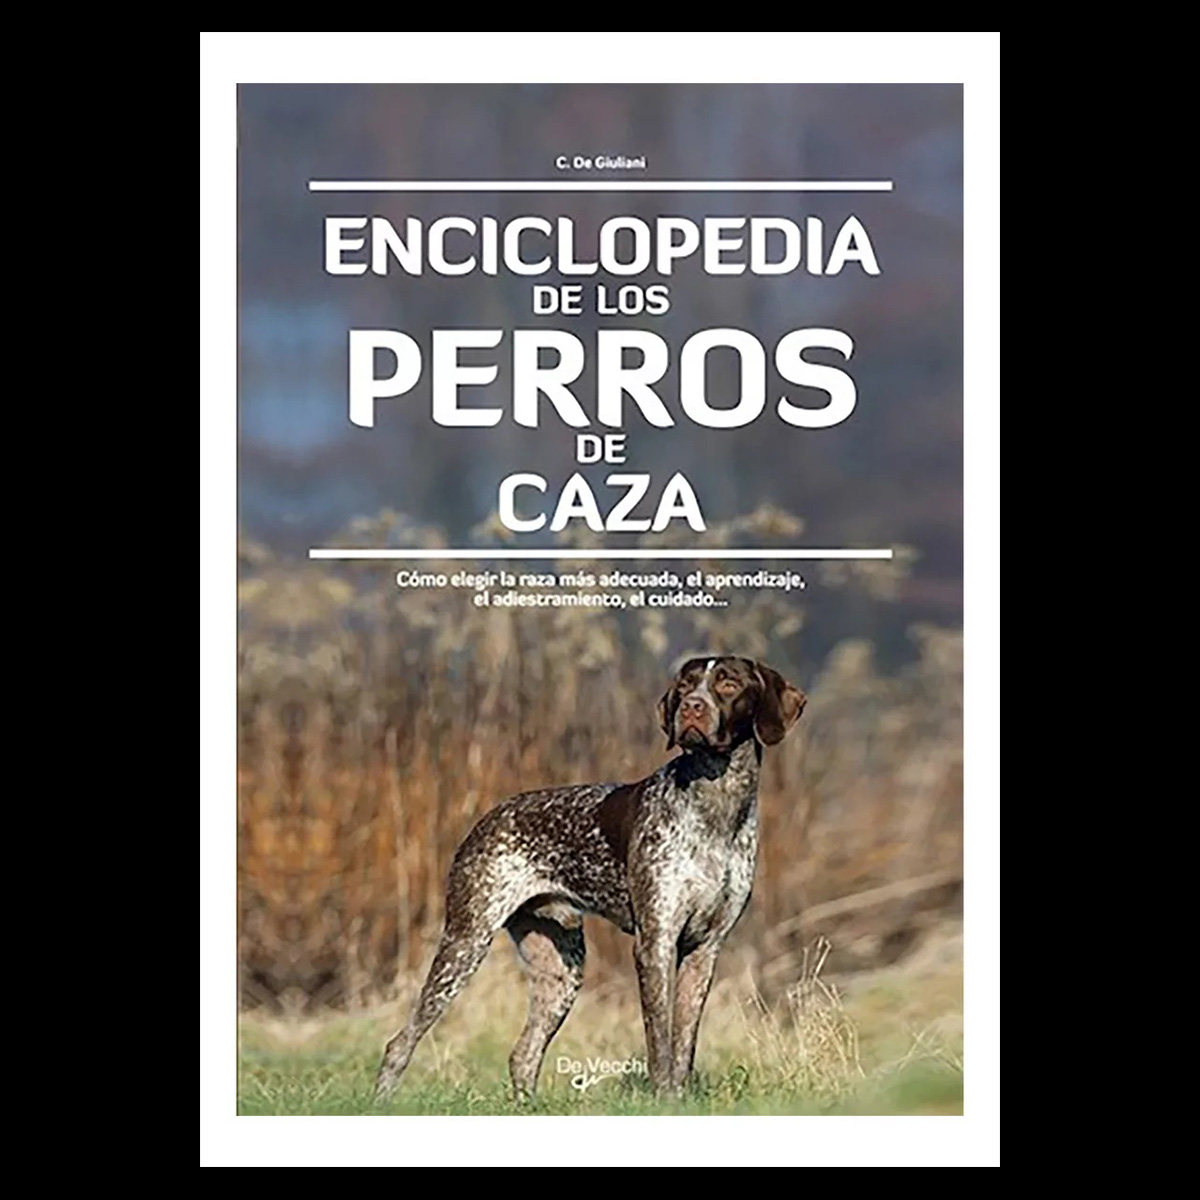 C. De Giuliani
ENCICLOPEDIA
DE LOS
PERROS
DE
CAZA
Cómo elegir la raza más adecuada, el aprendizaje,
el adiestramiento, el cuidado...
De Vecchi